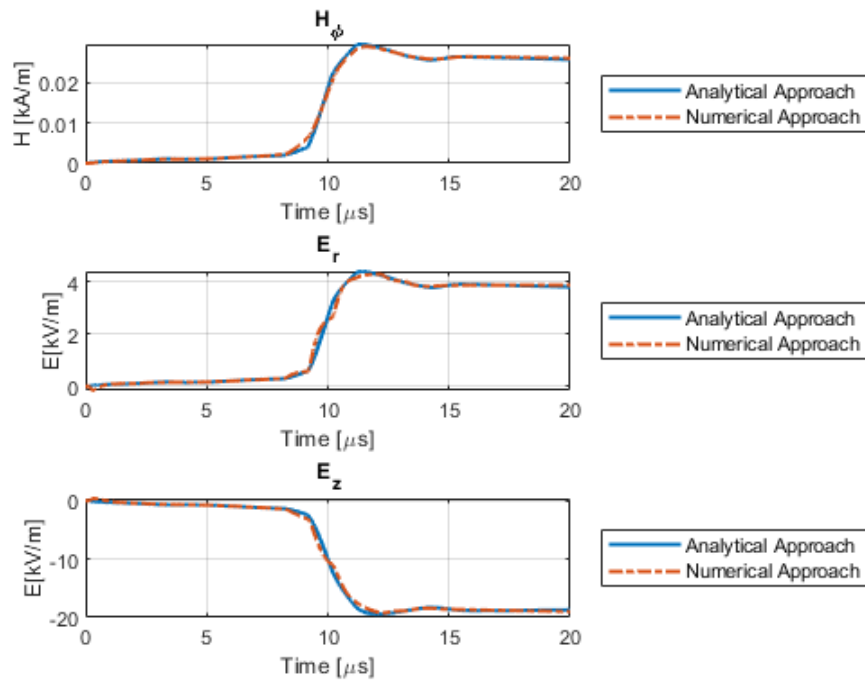 H_ϕ
H [kA/m]
0.02
0.01
0
0
5
10
15
20
Time [μs]
Analytical Approach
Numerical Approach
E_r
E[kV/m]
4
2
0
0
5
10
15
20
Time [μs]
Analytical Approach
Numerical Approach
E_z
E[kV/m]
0
-10
-20
0
5
10
15
20
Time [μs]
Analytical Approach
Numerical Approach